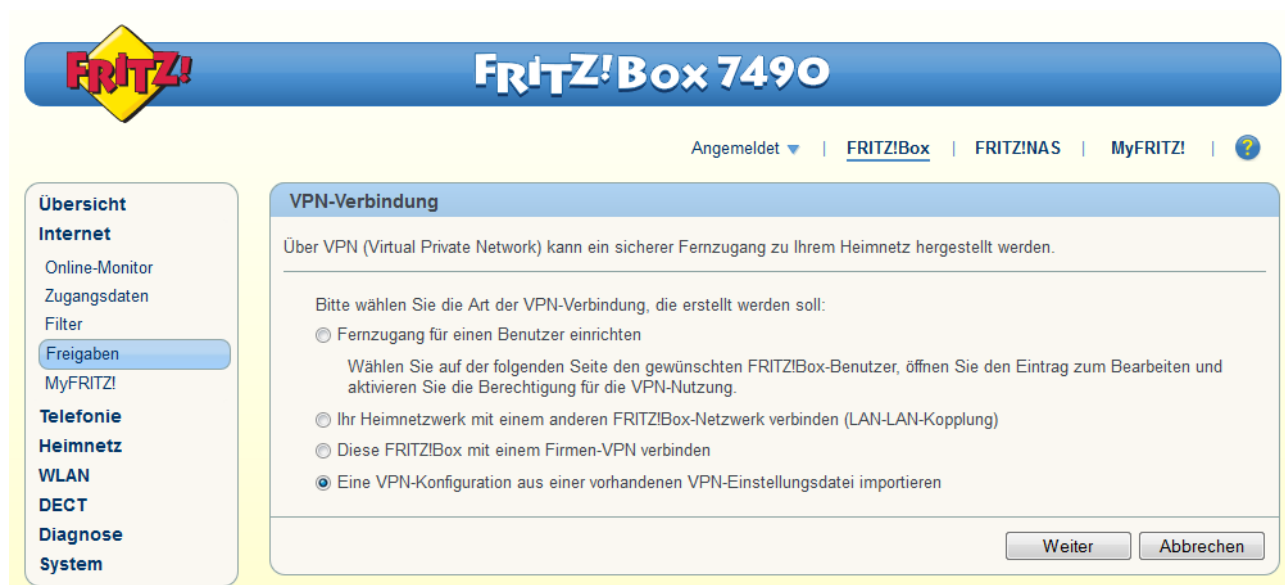 FRITZ!
FRITZ!Box 7490
Angemeldet | FRITZ!Box | FRITZ!NAS | MyFRITZ! | ?
Übersicht
Internet
Online-Monitor
Zugangsdaten
Filter
Freigaben
MyFRITZ!
Telefonie
Heimnetz
WLAN
DECT
Diagnose
System
VPN-Verbindung
Über VPN (Virtual Private Network) kann ein sicherer Fernzugang zu Ihrem Heimnetz hergestellt werden.
Bitte wählen Sie die Art der VPN-Verbindung, die erstellt werden soll:
Fernzugang für einen Benutzer einrichten
Wählen Sie auf der folgenden Seite den gewünschten FRITZ!Box-Benutzer, öffnen Sie den Eintrag zum Bearbeiten und
aktivieren Sie die Berechtigung für die VPN-Nutzung.
Ihr Heimnetzwerk mit einem anderen FRITZ!Box-Netzwerk verbinden (LAN-LAN-Kopplung)
Diese FRITZ!Box mit einem Firmen-VPN verbinden
Eine VPN-Konfiguration aus einer vorhandenen VPN-Einstellungsdatei importieren
Weiter Abbrechen